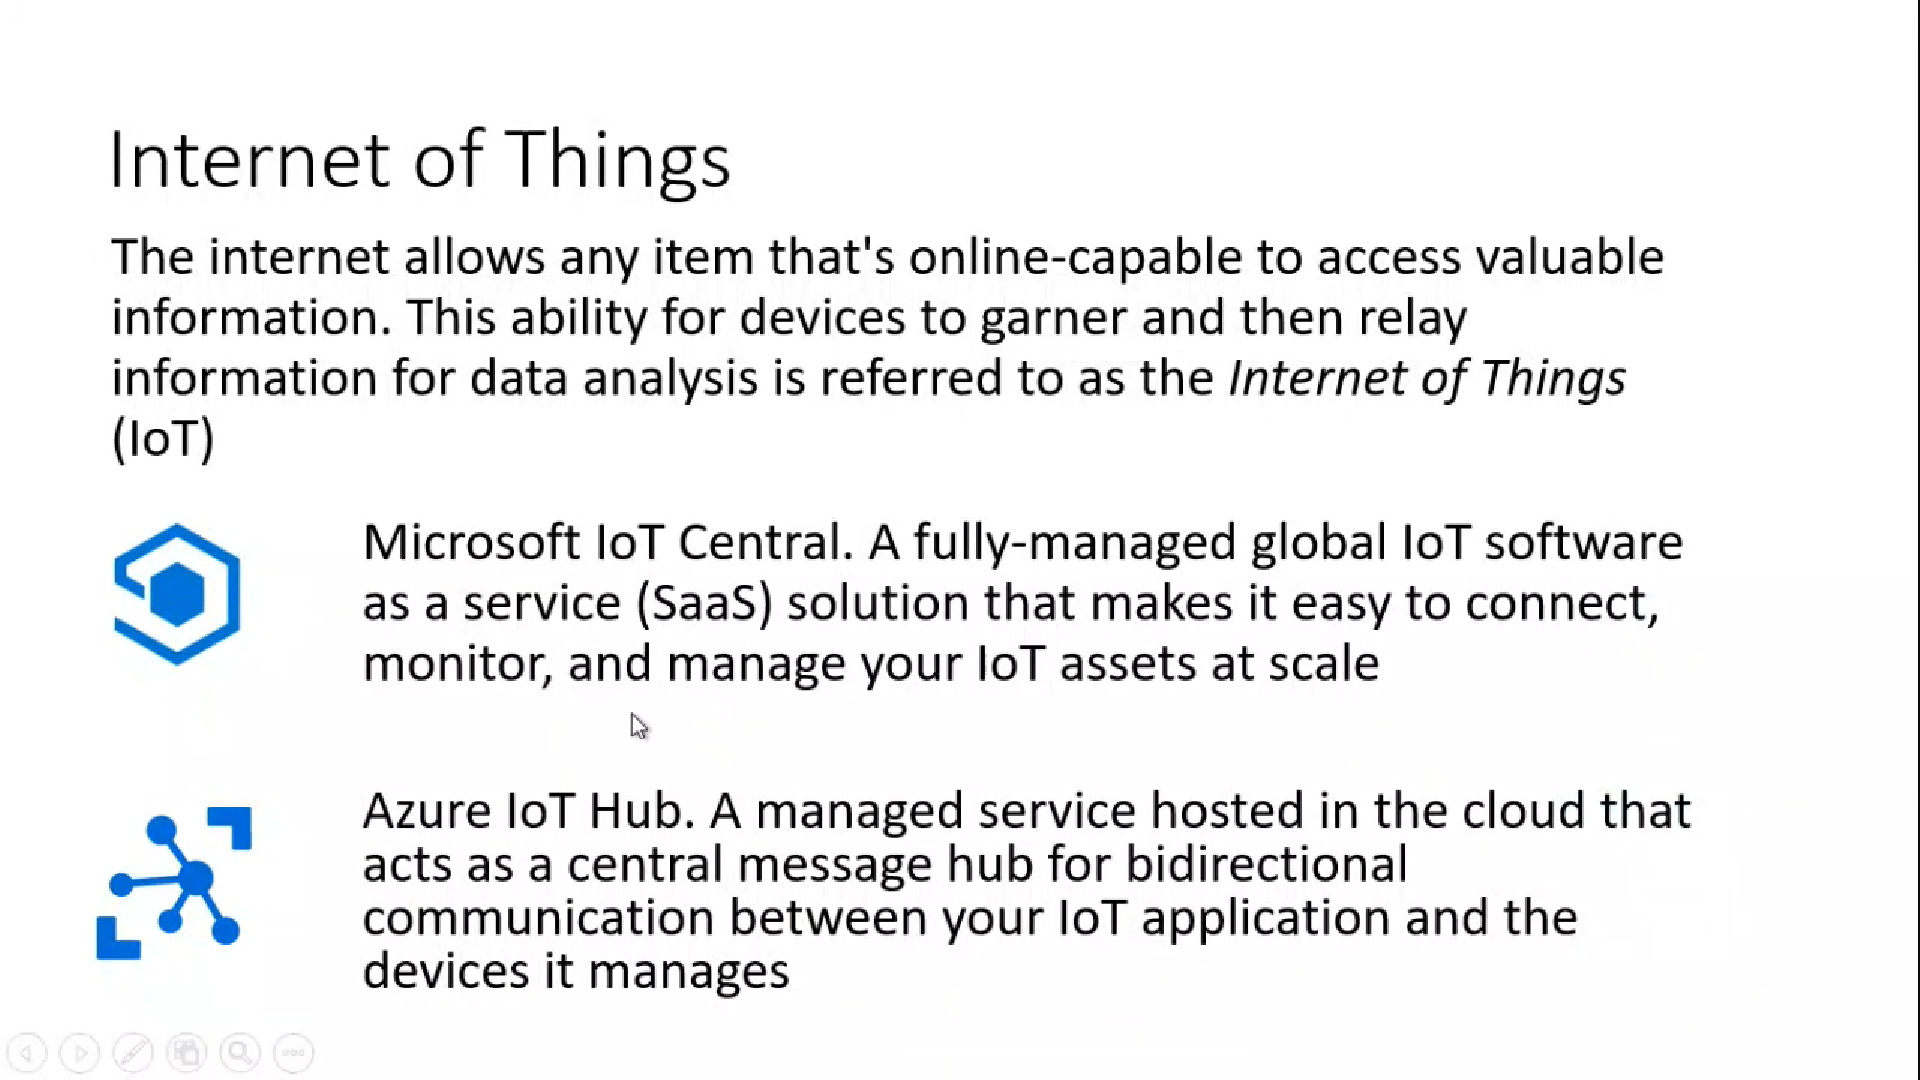 Internet of Things
The internet allows any item that's online-capable to access valuable
information. This ability for devices to garner and then relay
information for data analysis is referred to as the Internet of Things
(IoT)
Microsoft IoT Central. A fully-managed global IoT software
as a service (SaaS) solution that makes it easy to connect,
monitor, and manage your IoT assets at scale
Azure IoT Hub. A managed service hosted in the cloud that
acts as a central message hub for bidirectional
communication between your IoT application and the
devices it manages